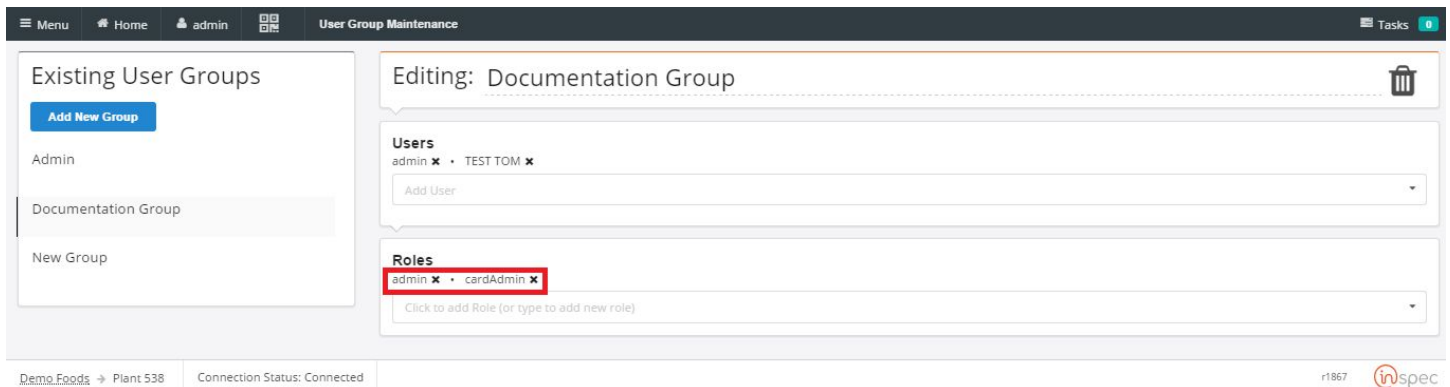 Menu Home admin User Group Maintenance Tasks 0
Existing User Groups
Add New Group
Admin
Documentation Group
New Group
Editing: Documentation Group
Users
admin ✖ • TEST TOM ✖
Add User
Roles
admin ✖ • cardAdmin ✖
Click to add Role (or type to add new role)
Demo Foods → Plant 538 Connection Status: Connected r1867 inspec